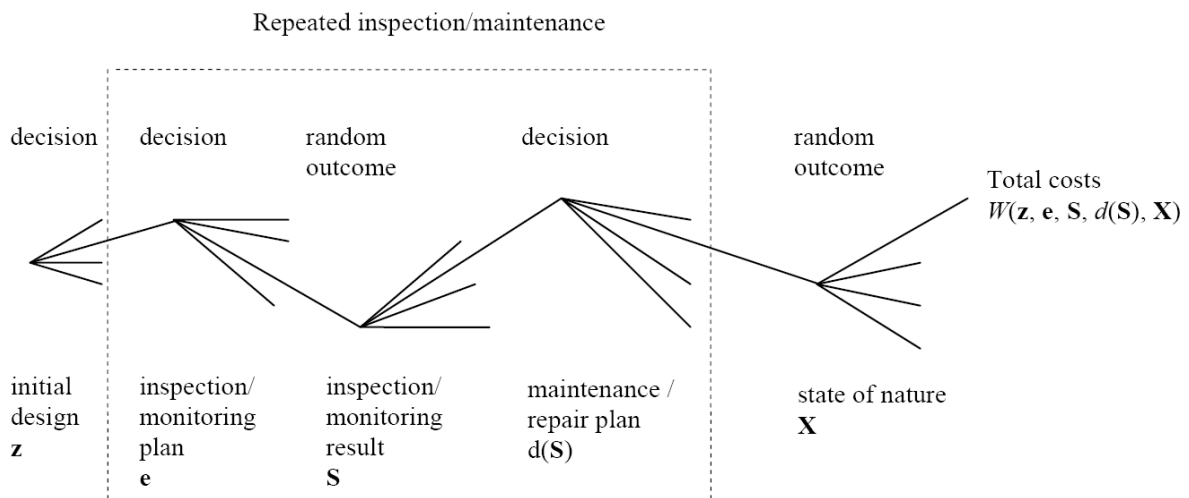 Repeated inspection/maintenance
decision
decision
random
outcome
decision
random
outcome
Total costs
W(z, e, S, d(S), X)
initial
design
z
inspection/
monitoring
plan
e
inspection/
monitoring
result
S
maintenance /
repair plan
d(S)
state of nature
X